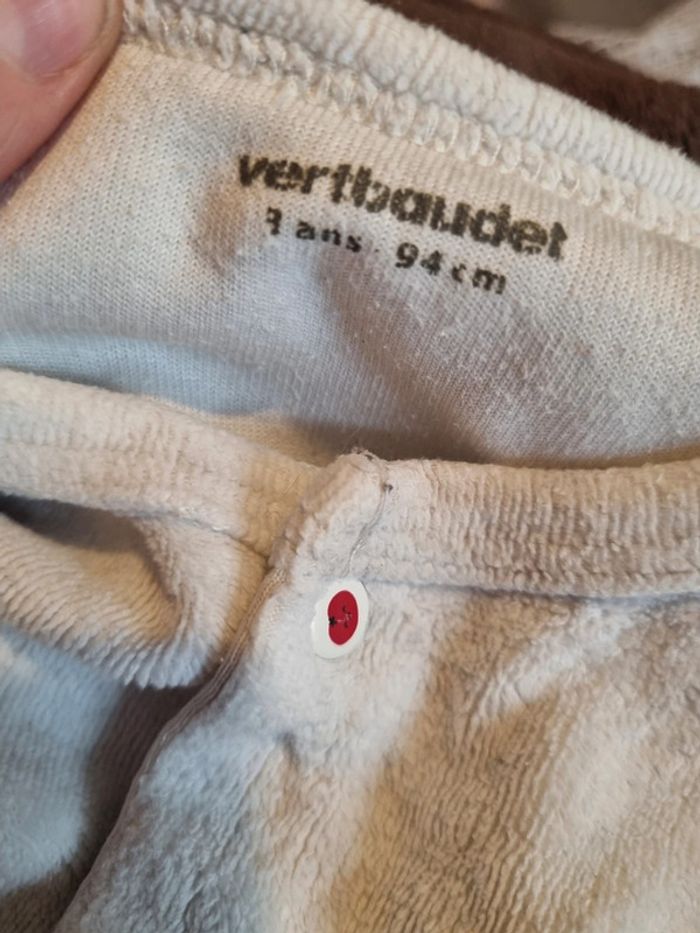 vertbaudet
3 ans - 94 cm